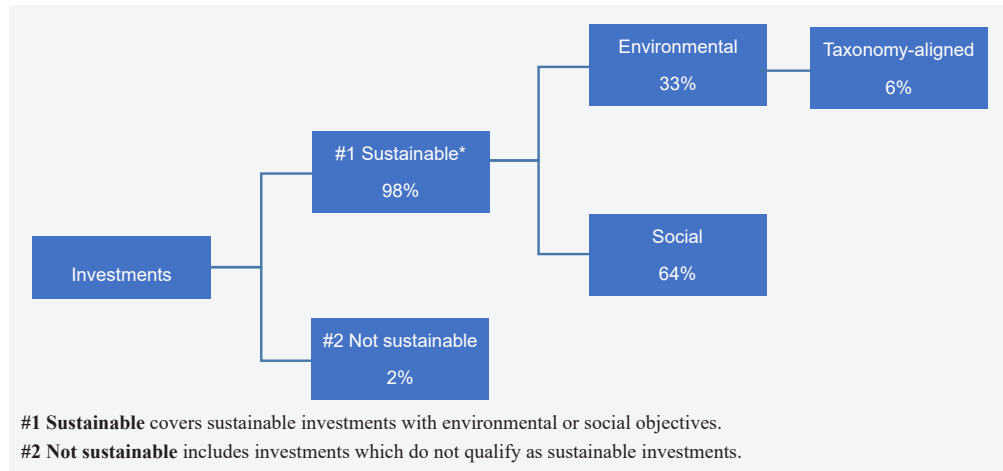 Environmental
33%
Taxonomy-aligned
6%
#1 Sustainable*
98%
Social
64%
Investments
#2 Not sustainable
2%
#1 Sustainable covers sustainable investments with environmental or social objectives.
#2 Not sustainable includes investments which do not qualify as sustainable investments.